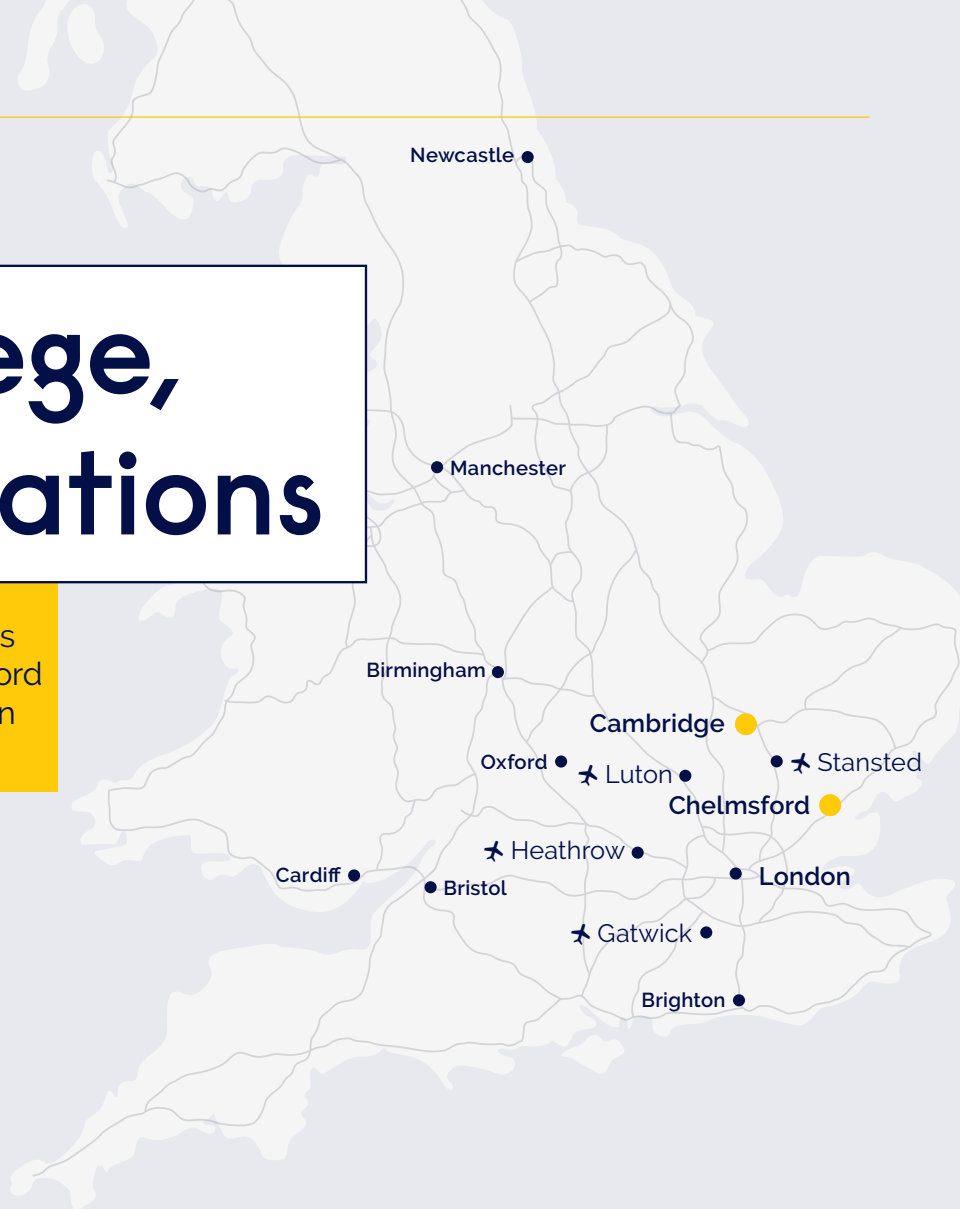 Newcastle
ege,
ations
Manchester
s
ord
n
Birmingham
Cambridge
Oxford
Stansted
Luton
Chelmsford
Heathrow
Cardiff
London
Bristol
Gatwick
Brighton